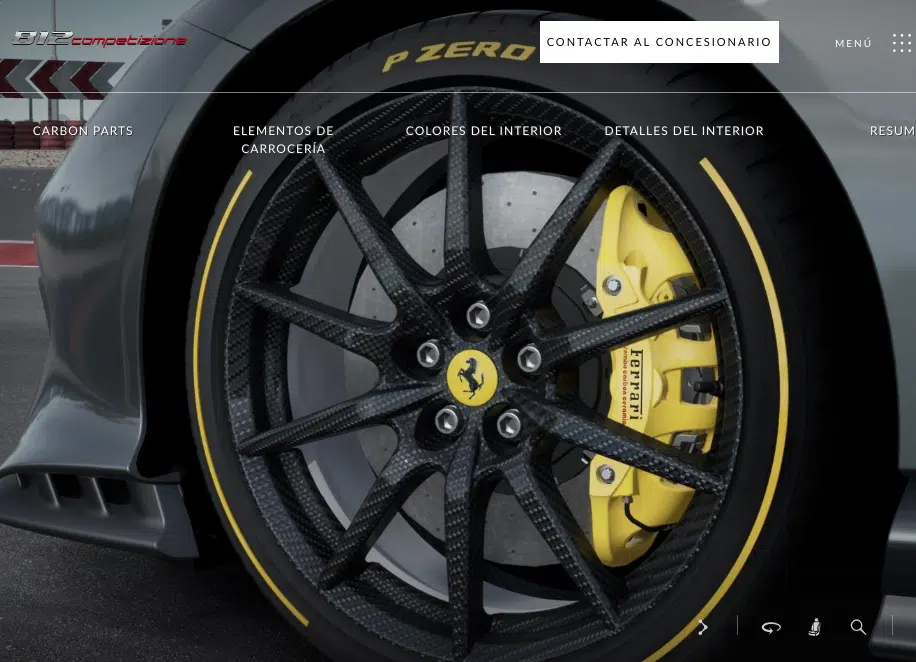 812competizione
P ZERO
CONTACTAR AL CONCESIONARIO
MENÚ
CARBON PARTS
ELEMENTOS DE
CARROCERÍA
COLORES DEL INTERIOR
DETALLES DEL INTERIOR
RESUM
Ferrari